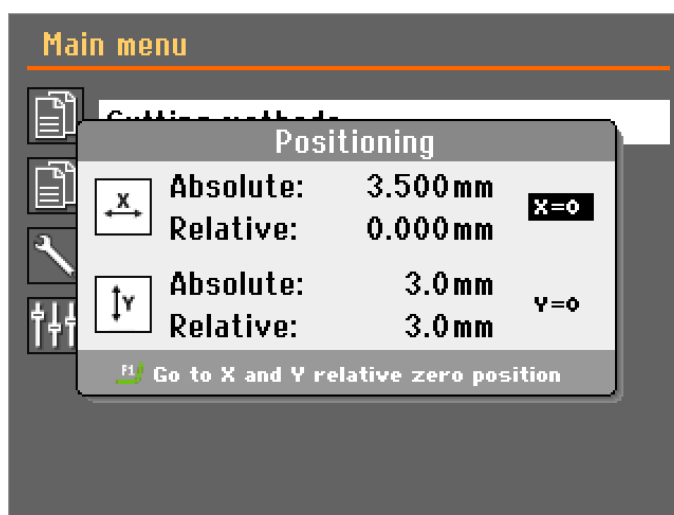 Main menu
Positioning
X
Absolute: 3.500mm
Relative: 0.000mm
X=0
Y
Absolute: 3.0mm
Relative: 3.0mm
Y=0
F1 Go to X and Y relative zero position